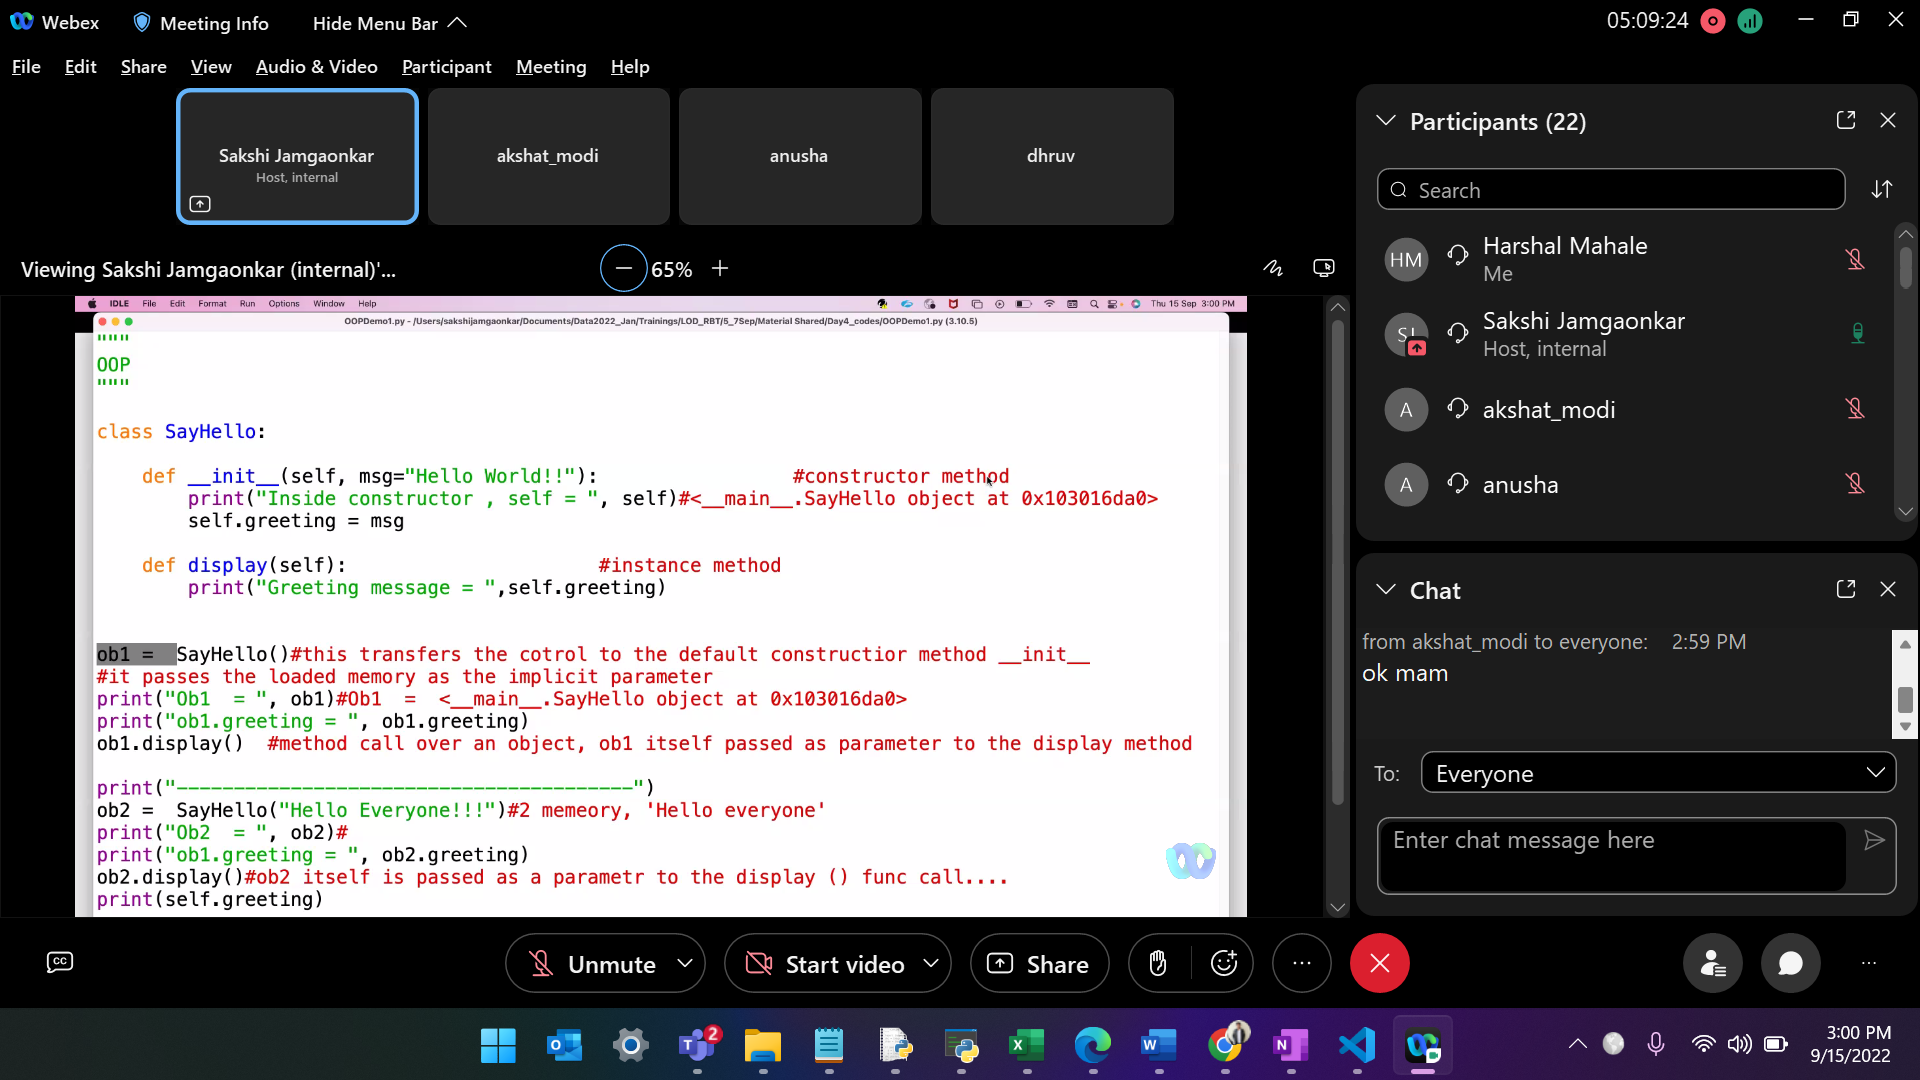 Webex
Meeting Info
Hide Menu Bar
05:09:24
File Edit Share View Audio & Video Participant Meeting Help
Sakshi Jamgaonkar
Host, internal
akshat_modi
anusha
dhruv
Viewing Sakshi Jamgaonkar (internal)'...
65%
IDLE File Edit Format Run Options Window Help
Thu 15 Sep 3:00 PM
OOPDemo1.py - /Users/sakshijamgaonkar/Documents/Data2022_Jan/Trainings/LOD_RBT/5_7Sep/Material Shared/Day4_codes/OOPDemo1.py (3.10.5)
"""
OOP
"""
class SayHello:
def __init__(self, msg="Hello World!!"): #constructor method
print("Inside constructor , self = ", self)#<__main__.SayHello object at 0x103016da0>
self.greeting = msg
def display(self): #instance method
print("Greeting message = ",self.greeting)
ob1 = SayHello()#this transfers the cotrol to the default constructior method __init__
#it passes the loaded memory as the implicit parameter
print("Ob1 = ", ob1)#Ob1 = <__main__.SayHello object at 0x103016da0>
print("ob1.greeting = ", ob1.greeting)
ob1.display() #method call over an object, ob1 itself passed as parameter to the display method
print("----------------------------------------")
ob2 = SayHello("Hello Everyone!!!")#2 memeory, 'Hello everyone'
print("Ob2 = ", ob2)#
print("ob1.greeting = ", ob2.greeting)
ob2.display()#ob2 itself is passed as a parametr to the display () func call....
print(self.greeting)
Participants (22)
Search
HM
Harshal Mahale
Me
SJ
Sakshi Jamgaonkar
Host, internal
A
akshat_modi
A
anusha
Chat
from akshat_modi to everyone: 2:59 PM
ok mam
To: Everyone
Enter chat message here
CC
Unmute
Start video
Share
2
3:00 PM
9/15/2022